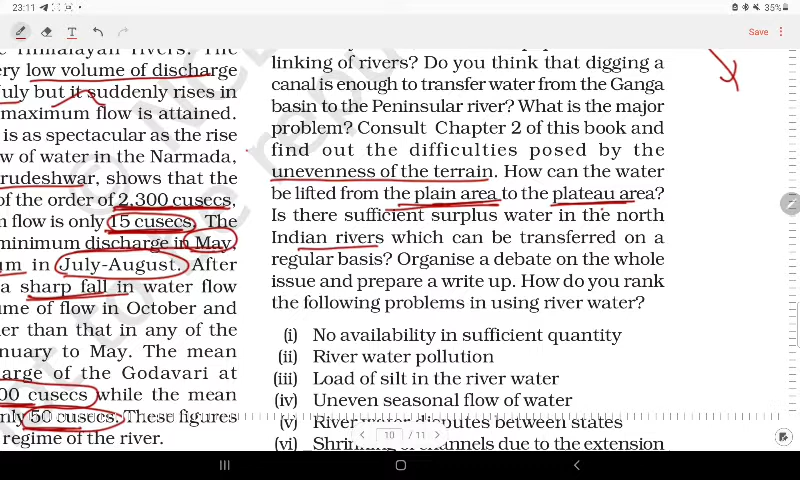 23:11
35%
Save
e Himalayan rivers. The
ery low volume of discharge
July but it suddenly rises in
maximum flow is attained.
is as spectacular as the rise
w of water in the Narmada,
rudeshwar, shows that the
of the order of 2,300 cusecs,
n flow is only 15 cusecs. The
minimum discharge in May,
um in July-August. After
a sharp fall in water flow
ume of flow in October and
er than that in any of the
nuary to May. The mean
arge of the Godavari at
00 cusecs while the mean
nly 50 cusecs. These figures
regime of the river.
linking of rivers? Do you think that digging a
canal is enough to transfer water from the Ganga
basin to the Peninsular river? What is the major
problem? Consult Chapter 2 of this book and
find out the difficulties posed by the
unevenness of the terrain. How can the water
be lifted from the plain area to the plateau area?
Is there sufficient surplus water in the north
Indian rivers which can be transferred on a
regular basis? Organise a debate on the whole
issue and prepare a write up. How do you rank
the following problems in using river water?
(i) No availability in sufficient quantity
(ii) River water pollution
(iii) Load of silt in the river water
(iv) Uneven seasonal flow of water
(v) River water disputes between states
(vi) Shrinking of channels due to the extension
10 / 11